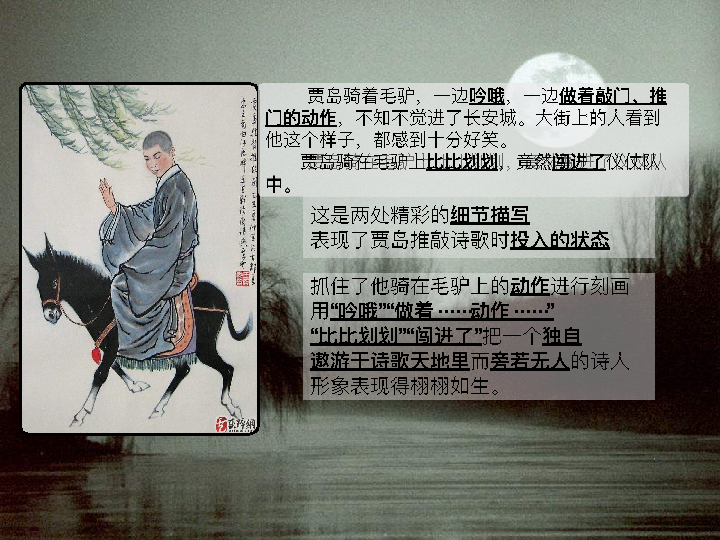 贾岛骑着毛驴，一边吟哦，一边做着敲门、推
门的动作，不知不觉进了长安城。大街上的人看到
他这个样子，都感到十分好笑。
贾岛骑在毛驴上比比划划，竟然闯进了仪仗队
中。
这是两处精彩的细节描写
表现了贾岛推敲诗歌时投入的状态
抓住了他骑在毛驴上的动作进行刻画
用“吟哦”“做着 ……动作 ……”
“比比划划”“闯进了”把一个独自
遨游于诗歌天地里而旁若无人的诗人
形象表现得栩栩如生。